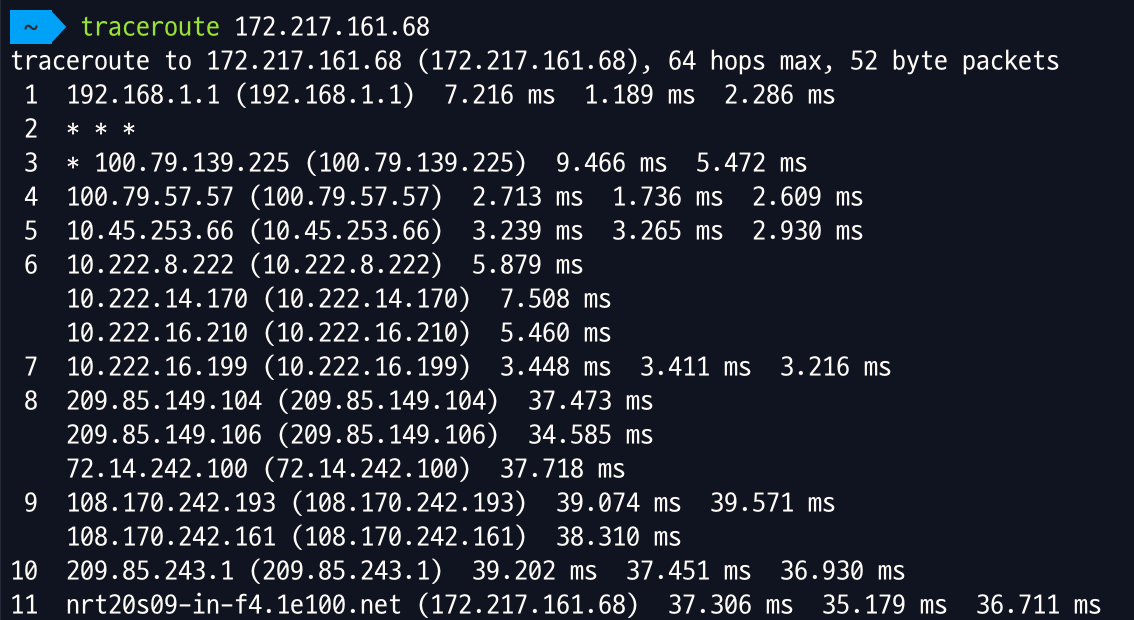 ~ traceroute 172.217.161.68
traceroute to 172.217.161.68 (172.217.161.68), 64 hops max, 52 byte packets
 1  192.168.1.1 (192.168.1.1)  7.216 ms  1.189 ms  2.286 ms
 2  * * *
 3  * 100.79.139.225 (100.79.139.225)  9.466 ms  5.472 ms
 4  100.79.57.57 (100.79.57.57)  2.713 ms  1.736 ms  2.609 ms
 5  10.45.253.66 (10.45.253.66)  3.239 ms  3.265 ms  2.930 ms
 6  10.222.8.222 (10.222.8.222)  5.879 ms
    10.222.14.170 (10.222.14.170)  7.508 ms
    10.222.16.210 (10.222.16.210)  5.460 ms
 7  10.222.16.199 (10.222.16.199)  3.448 ms  3.411 ms  3.216 ms
 8  209.85.149.104 (209.85.149.104)  37.473 ms
    209.85.149.106 (209.85.149.106)  34.585 ms
    72.14.242.100 (72.14.242.100)  37.718 ms
 9  108.170.242.193 (108.170.242.193)  39.074 ms  39.571 ms
    108.170.242.161 (108.170.242.161)  38.310 ms
10  209.85.243.1 (209.85.243.1)  39.202 ms  37.451 ms  36.930 ms
11  nrt20s09-in-f4.1e100.net (172.217.161.68)  37.306 ms  35.179 ms  36.711 ms